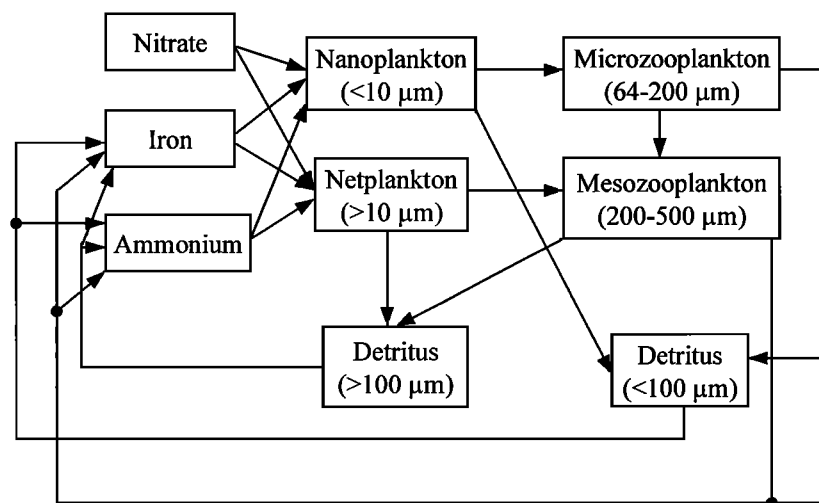 Nitrate
Nanoplankton
(<10 μm)
Microzooplankton
(64-200 μm)
Iron
Netplankton
(>10 μm)
Mesozooplankton
(200-500 μm)
Ammonium
Detritus
(>100 μm)
Detritus
(<100 μm)